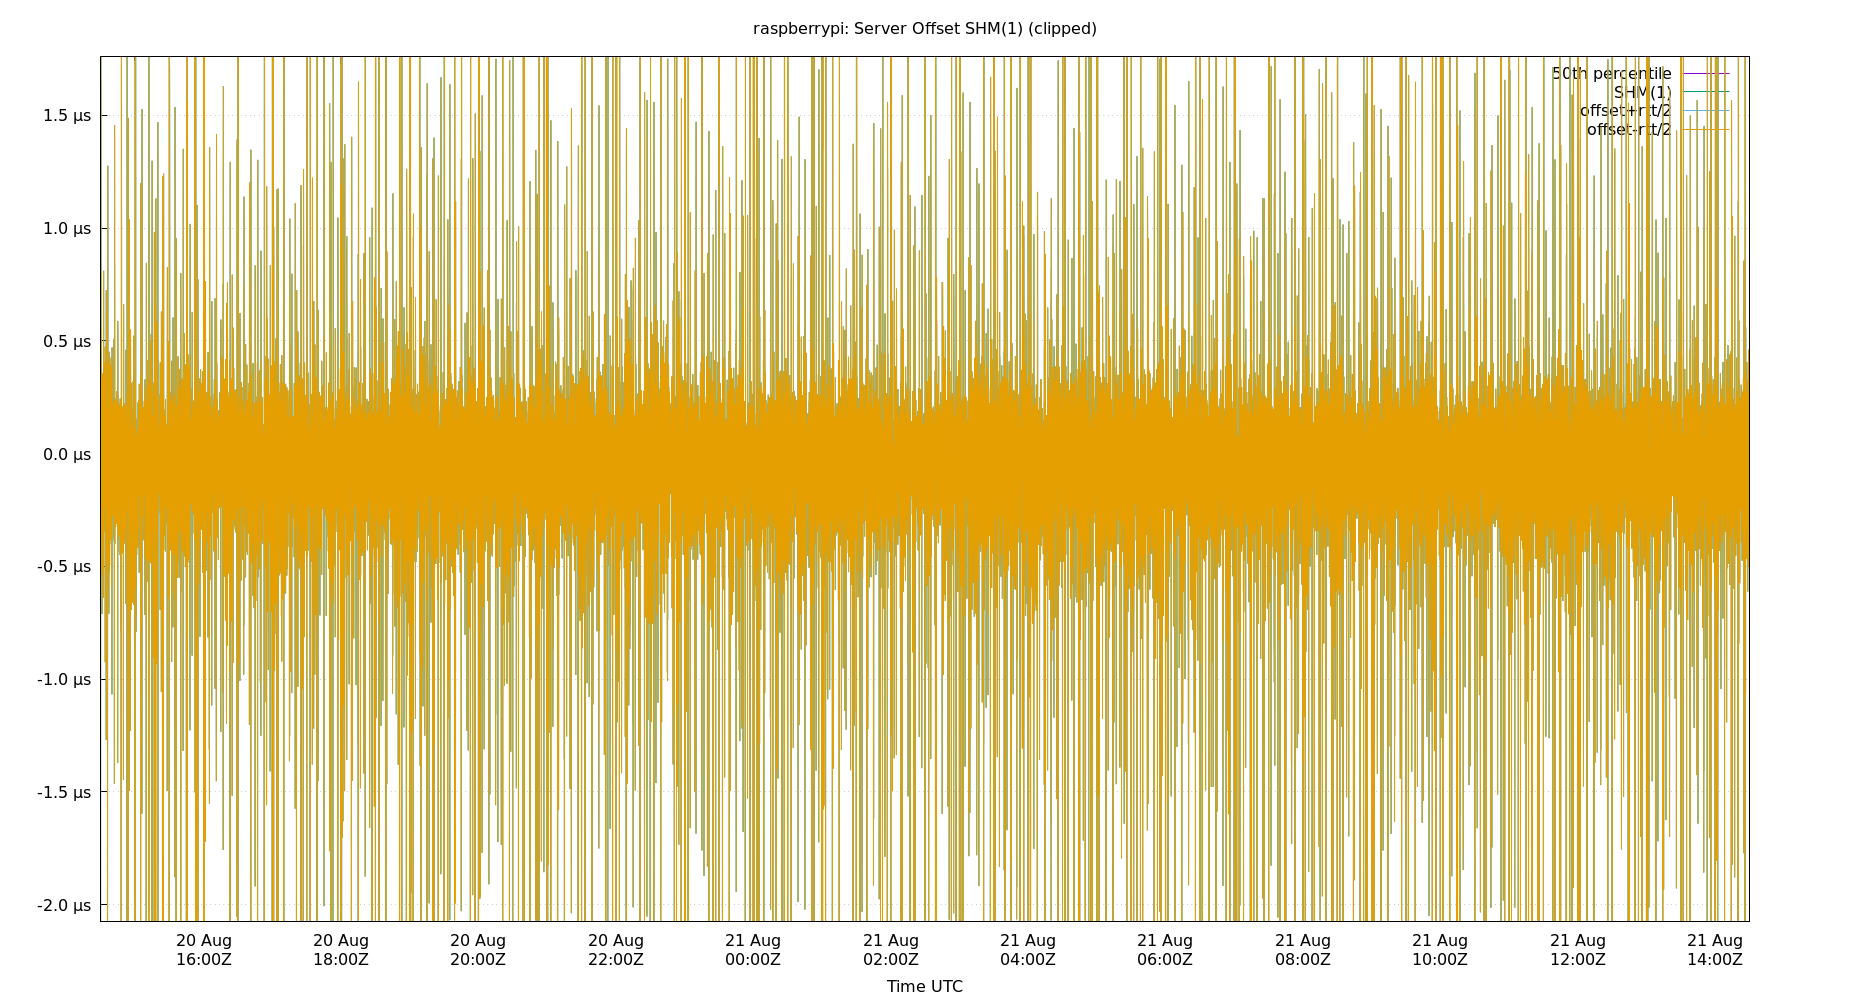 raspberrypi: Server Offset SHM(1) (clipped)
50th percentile
SHM(1)
offset+rtt/2
offset-rtt/2
1.5 µs
1.0 µs
0.5 µs
0.0 µs
-0.5 µs
-1.0 µs
-1.5 µs
-2.0 µs
20 Aug 20 Aug 20 Aug 20 Aug 21 Aug 21 Aug 21 Aug 21 Aug 21 Aug 21 Aug 21 Aug 21 Aug
16:00Z 18:00Z 20:00Z 22:00Z 00:00Z 02:00Z 04:00Z 06:00Z 08:00Z 10:00Z 12:00Z 14:00Z
Time UTC